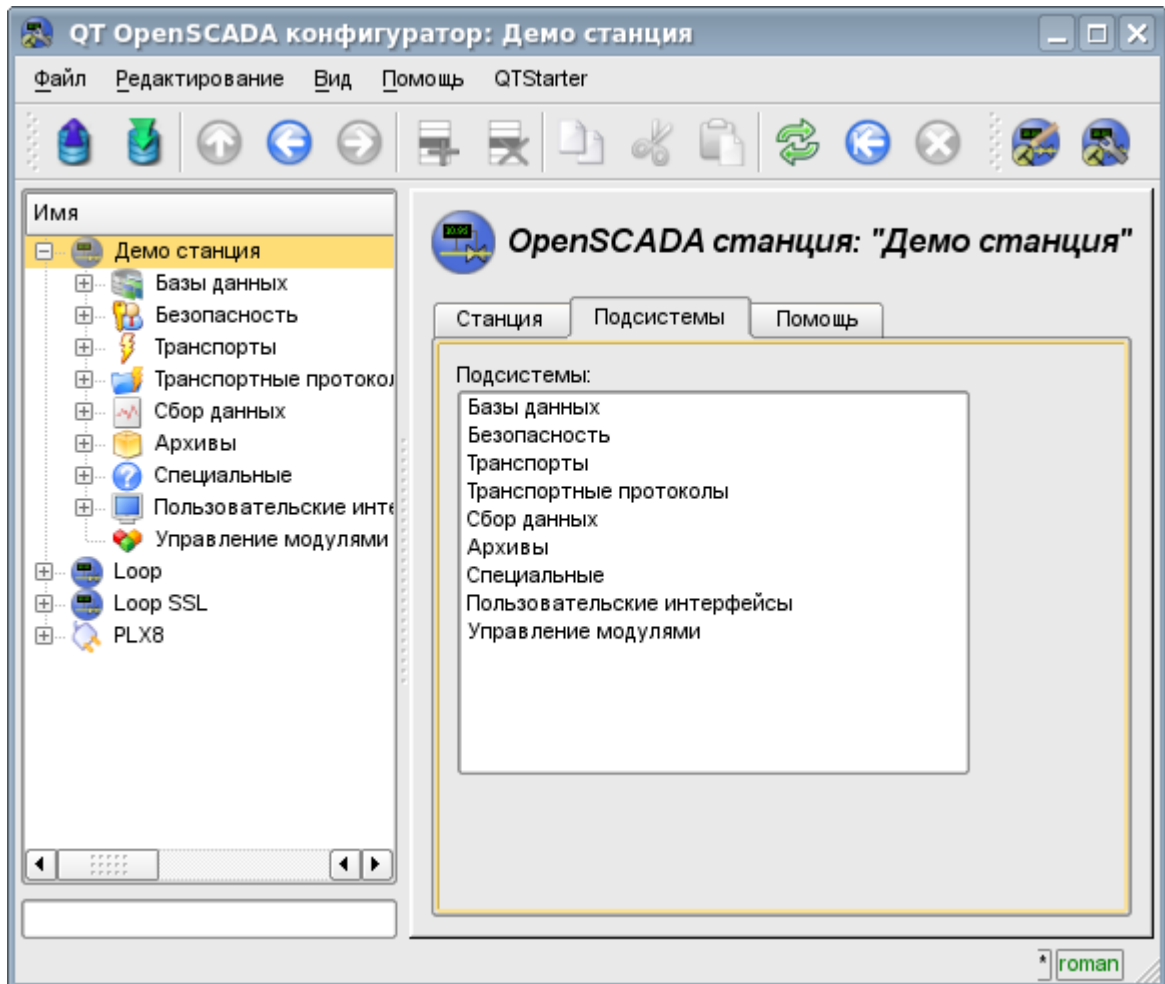 QT OpenSCADA конфигуратор: Демо станция
Файл Редактирование Вид Помощь QTStarter
Имя
Демо станция
Базы данных
Безопасность
Транспорты
Транспортные протокол
Сбор данных
Архивы
Специальные
Пользовательские инте
Управление модулями
Loop
Loop SSL
PLX8
OpenSCADA станция: "Демо станция"
Станция Подсистемы Помощь
Подсистемы:
Базы данных
Безопасность
Транспорты
Транспортные протоколы
Сбор данных
Архивы
Специальные
Пользовательские интерфейсы
Управление модулями
* roman